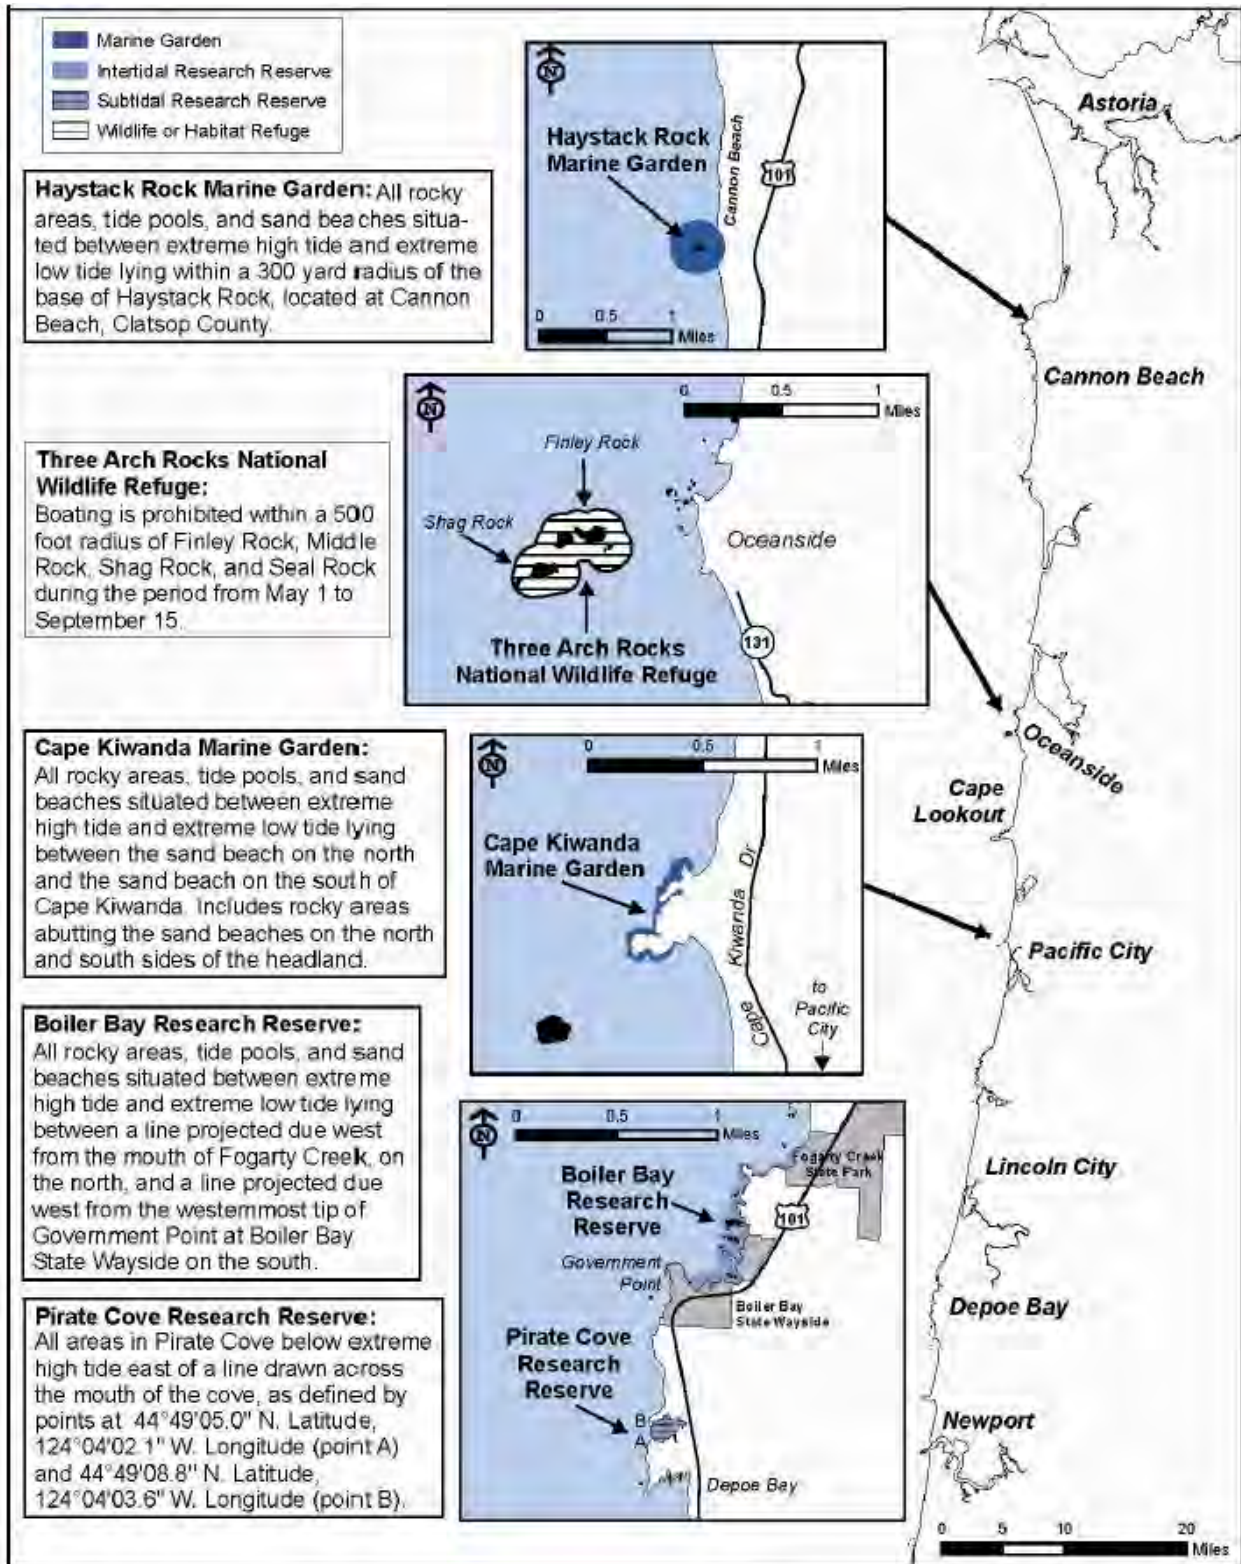 Marine Garden
Intertidal Research Reserve
Subtidal Research Reserve
Wildlife or Habitat Refuge
Haystack Rock Marine Garden: All rocky
areas, tide pools, and sand beaches situa-
ted between extreme high tide and extreme
low tide lying within a 300 yard radius of the
base of Haystack Rock, located at Cannon
Beach, Clatsop County.
N
Haystack Rock
Marine Garden
Cannon Beach
101
0 0.5 1
Miles
Three Arch Rocks National
Wildlife Refuge:
Boating is prohibited within a 500
foot radius of Finley Rock, Middle
Rock, Shag Rock, and Seal Rock
during the period from May 1 to
September 15.
N
0 0.5 1
Miles
Finley Rock
Shag Rock
Oceanside
Three Arch Rocks
National Wildlife Refuge
131
Cape Kiwanda Marine Garden:
All rocky areas, tide pools, and sand
beaches situated between extreme
high tide and extreme low tide lying
between the sand beach on the north
and the sand beach on the south of
Cape Kiwanda. Includes rocky areas
abutting the sand beaches on the north
and south sides of the headland.
N
0 0.5 1
Miles
Cape Kiwanda
Marine Garden
Cape Kiwanda Dr
to
Pacific
City
Boiler Bay Research Reserve:
All rocky areas, tide pools, and sand
beaches situated between extreme
high tide and extreme low tide lying
between a line projected due west
from the mouth of Fogarty Creek, on
the north, and a line projected due
west from the westernmost tip of
Government Point at Boiler Bay
State Wayside on the south.
N
0 0.5 1
Miles
Fogarty Creek
State Park
Boiler Bay
Research
Reserve
101
Government
Point
Boiler Bay
State Wayside
Pirate Cove
Research
Reserve
B
A
Depoe Bay
Pirate Cove Research Reserve:
All areas in Pirate Cove below extreme
high tide east of a line drawn across
the mouth of the cove, as defined by
points at 44°49'05.0" N. Latitude,
124°04'02.1" W. Longitude (point A)
and 44°49'08.8" N. Latitude,
124°04'03.6" W. Longitude (point B).
Astoria
Cannon Beach
Oceanside
Cape
Lookout
Pacific City
Lincoln City
Depoe Bay
Newport
0 5 10 20
Miles